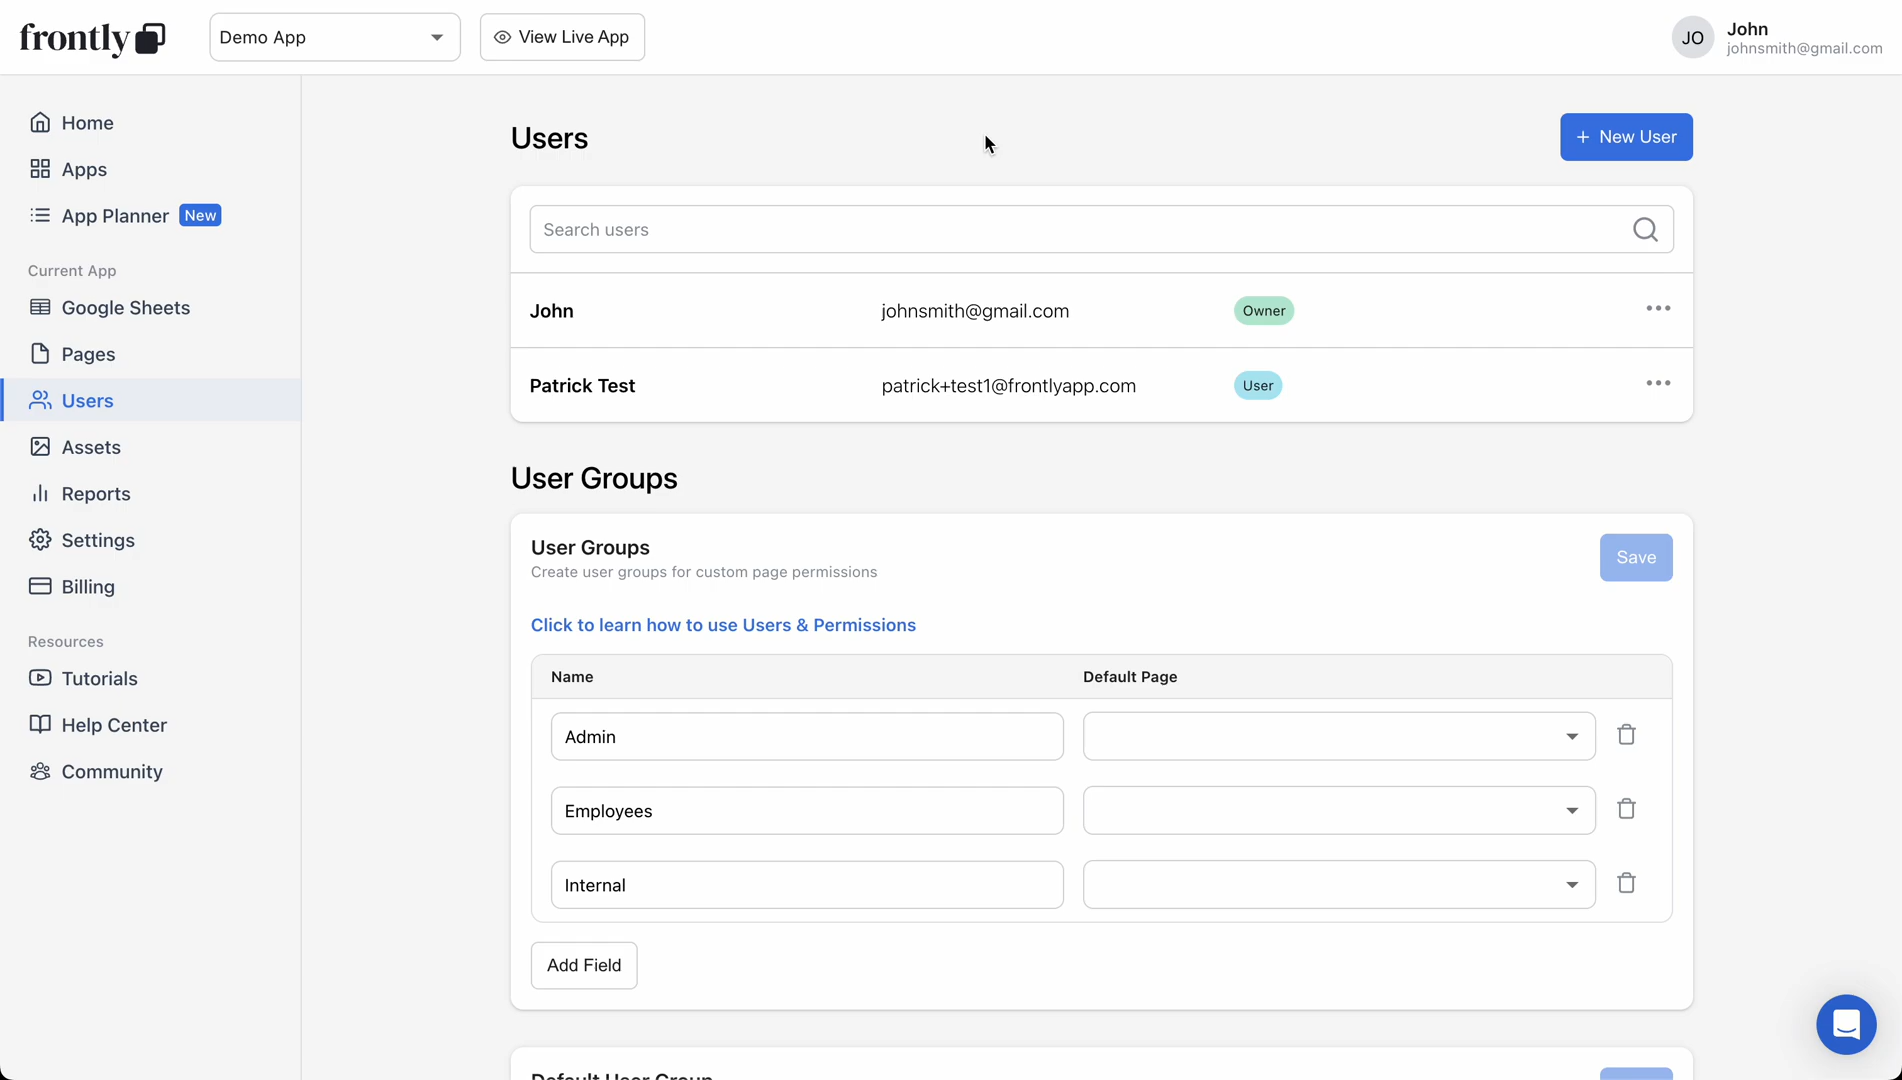 frontly
Demo App
View Live App
JO
John
johnsmith@gmail.com
Home
Apps
App Planner New
Current App
Google Sheets
Pages
Users
Assets
Reports
Settings
Billing
Resources
Tutorials
Help Center
Community
Users
+ New User
Search users
John johnsmith@gmail.com Owner
Patrick Test patrick+test1@frontlyapp.com User
User Groups
User Groups
Create user groups for custom page permissions
Save
Click to learn how to use Users & Permissions
Name Default Page
Admin
Employees
Internal
Add Field
Default User Group